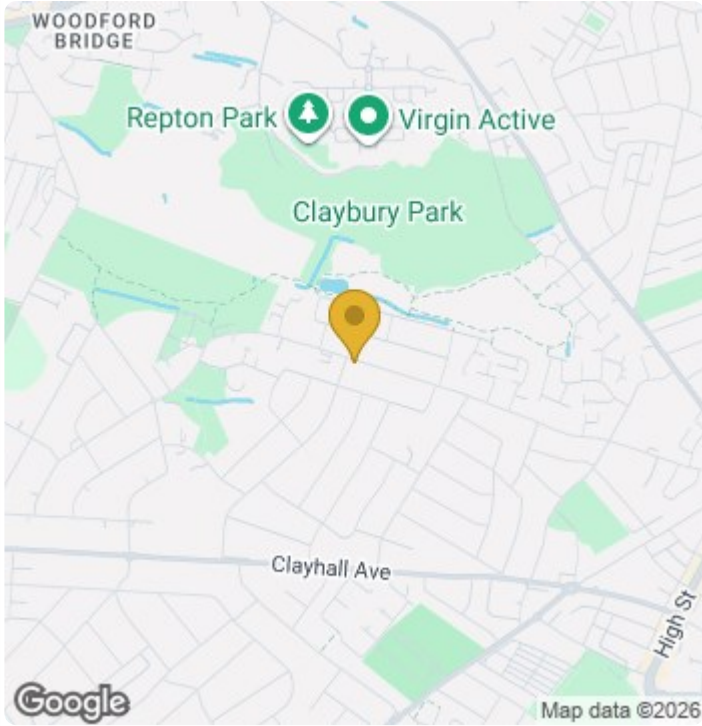 WOODFORD
BRIDGE
Repton Park
Virgin Active
Claybury Park
Clayhall Ave
High St
Google
Map data ©2026